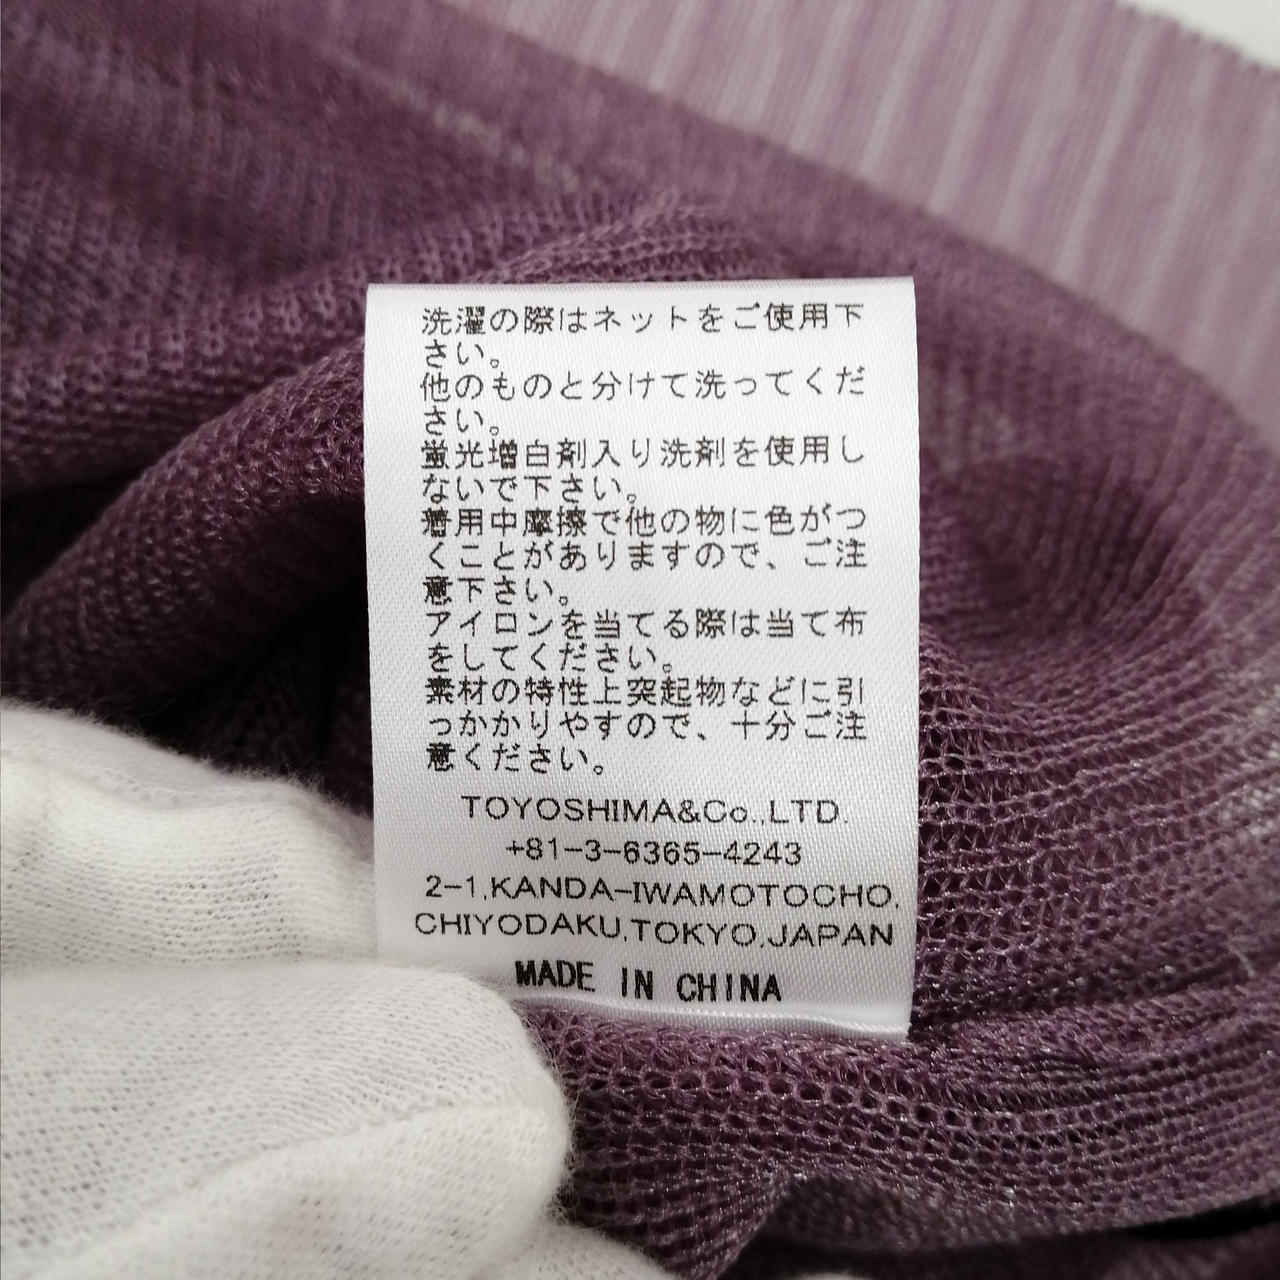 洗濯の際はネットをご使用下
さい。
他のものと分けて洗ってくだ
さい。
蛍光増白剤入り洗剤を使用し
ないで下さい。
着用中摩擦で他の物に色がつ
くことがありますので、ご注
意下さい。
アイロンを当てる際は当て布
をしてください。
素材の特性上突起物などに引
っかかりやすので、十分ご注
意ください。
TOYOSHIMA&Co.,LTD.
+81-3-6365-4243
2-1,KANDA-IWAMOTOCHO,
CHIYODAKU,TOKYO,JAPAN
MADE IN CHINA